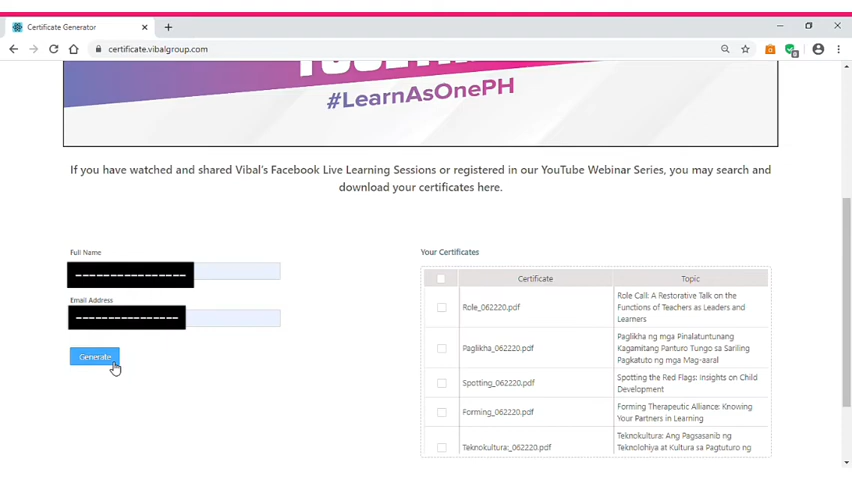 Certificate Generator
certificate.vibalgroup.com
#LearnAsOnePH
If you have watched and shared Vibal's Facebook Live Learning Sessions or registered in our YouTube Webinar Series, you may search and
download your certificates here.
Full Name
Email Address
Generate
Your Certificates
Certificate Topic
Role_062220.pdf
Role Call: A Restorative Talk on the
Functions of Teachers as Leaders and
Learners
Paglikha_062220.pdf
Paglikha ng mga Pinalatuntunang
Kagamitang Panturo Tungo sa Sariling
Pagkatuto ng mga Mag-aaral
Spotting_062220.pdf
Spotting the Red Flags: Insights on Child
Development
Forming_062220.pdf
Forming Therapeutic Alliance: Knowing
Your Partners in Learning
Teknokultura:_062220.pdf
Teknokultura: Ang Pagsasanib ng
Teknolohiya at Kultura sa Pagtuturo ng